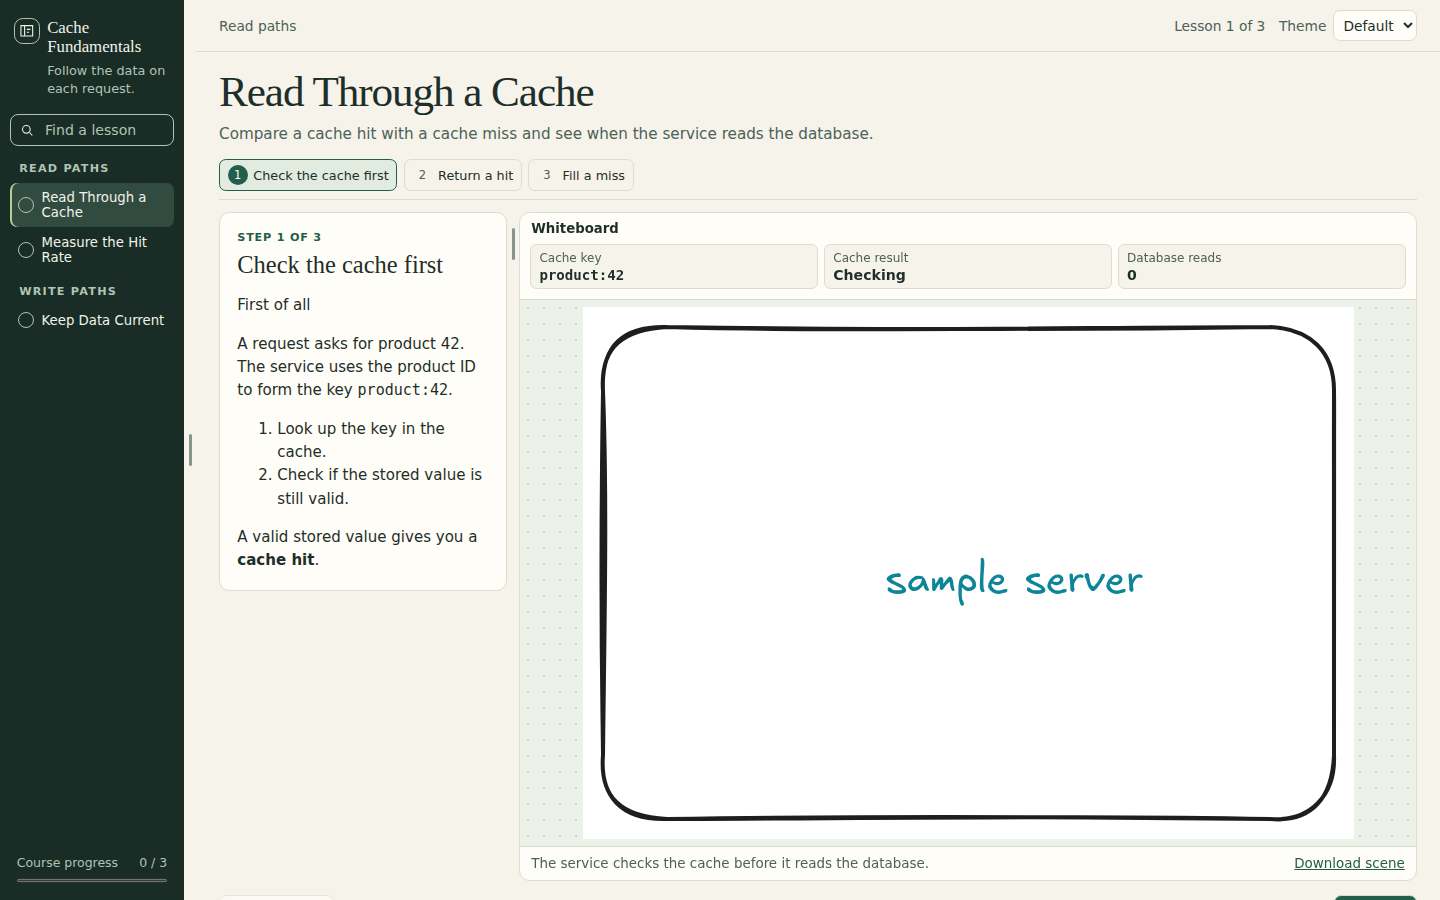 Cache
Fundamentals
Follow the data on
each request.
Find a lesson
READ PATHS
Read Through a
Cache
Measure the Hit
Rate
WRITE PATHS
Keep Data Current
Course progress 0 / 3
Read paths
Lesson 1 of 3 Theme Default
Read Through a Cache
Compare a cache hit with a cache miss and see when the service reads the database.
1 Check the cache first
2 Return a hit
3 Fill a miss
STEP 1 OF 3
Check the cache first
First of all
A request asks for product 42.
The service uses the product ID
to form the key product:42.
1. Look up the key in the
cache.
2. Check if the stored value is
still valid.
A valid stored value gives you a
cache hit.
Whiteboard
Cache key
product:42
Cache result
Checking
Database reads
0
sample server
The service checks the cache before it reads the database.
Download scene